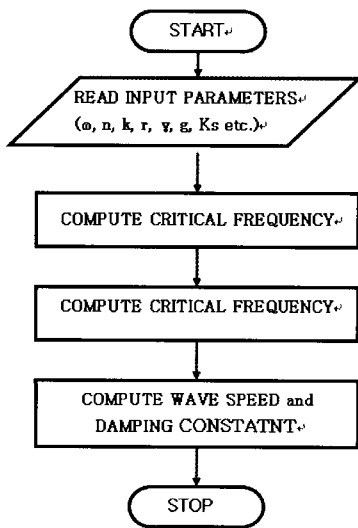 START↵
READ INPUT PARAMETERS↵
(ω, n, k, r, γ, g, Ks etc.)↵
COMPUTE CRITICAL FREQUENCY↵
COMPUTE CRITICAL FREQUENCY↵
COMPUTE WAVE SPEED and
DAMPING CONSTATNT↵
STOP